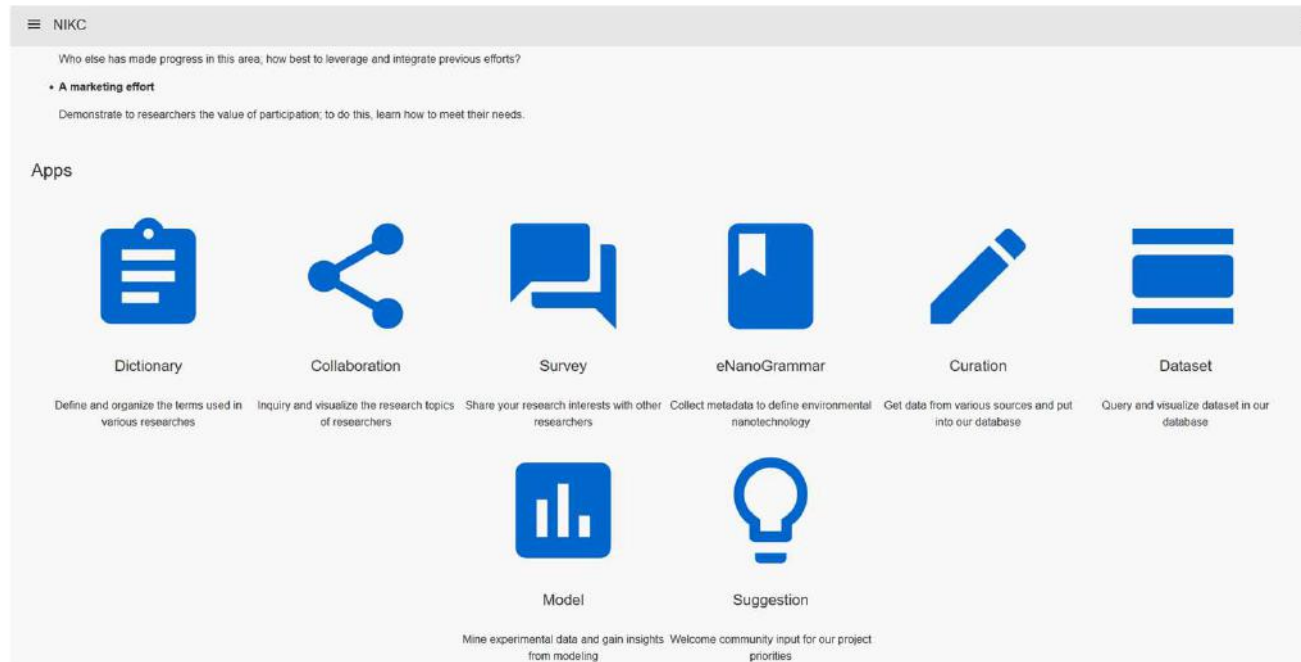 NIKC
Who else has made progress in this area; how best to leverage and integrate previous efforts?
• A marketing effort
Demonstrate to researchers the value of participation; to do this, learn how to meet their needs.
Apps
Dictionary
Define and organize the terms used in
various researches
Collaboration
Inquiry and visualize the research topics
of researchers
Survey
Share your research interests with other
researchers
eNanoGrammar
Collect metadata to define environmental
nanotechnology
Curation
Get data from various sources and put
into our database
Dataset
Query and visualize dataset in our
database
Model
Mine experimental data and gain insights
from modeling
Suggestion
Welcome community input for our project
priorities